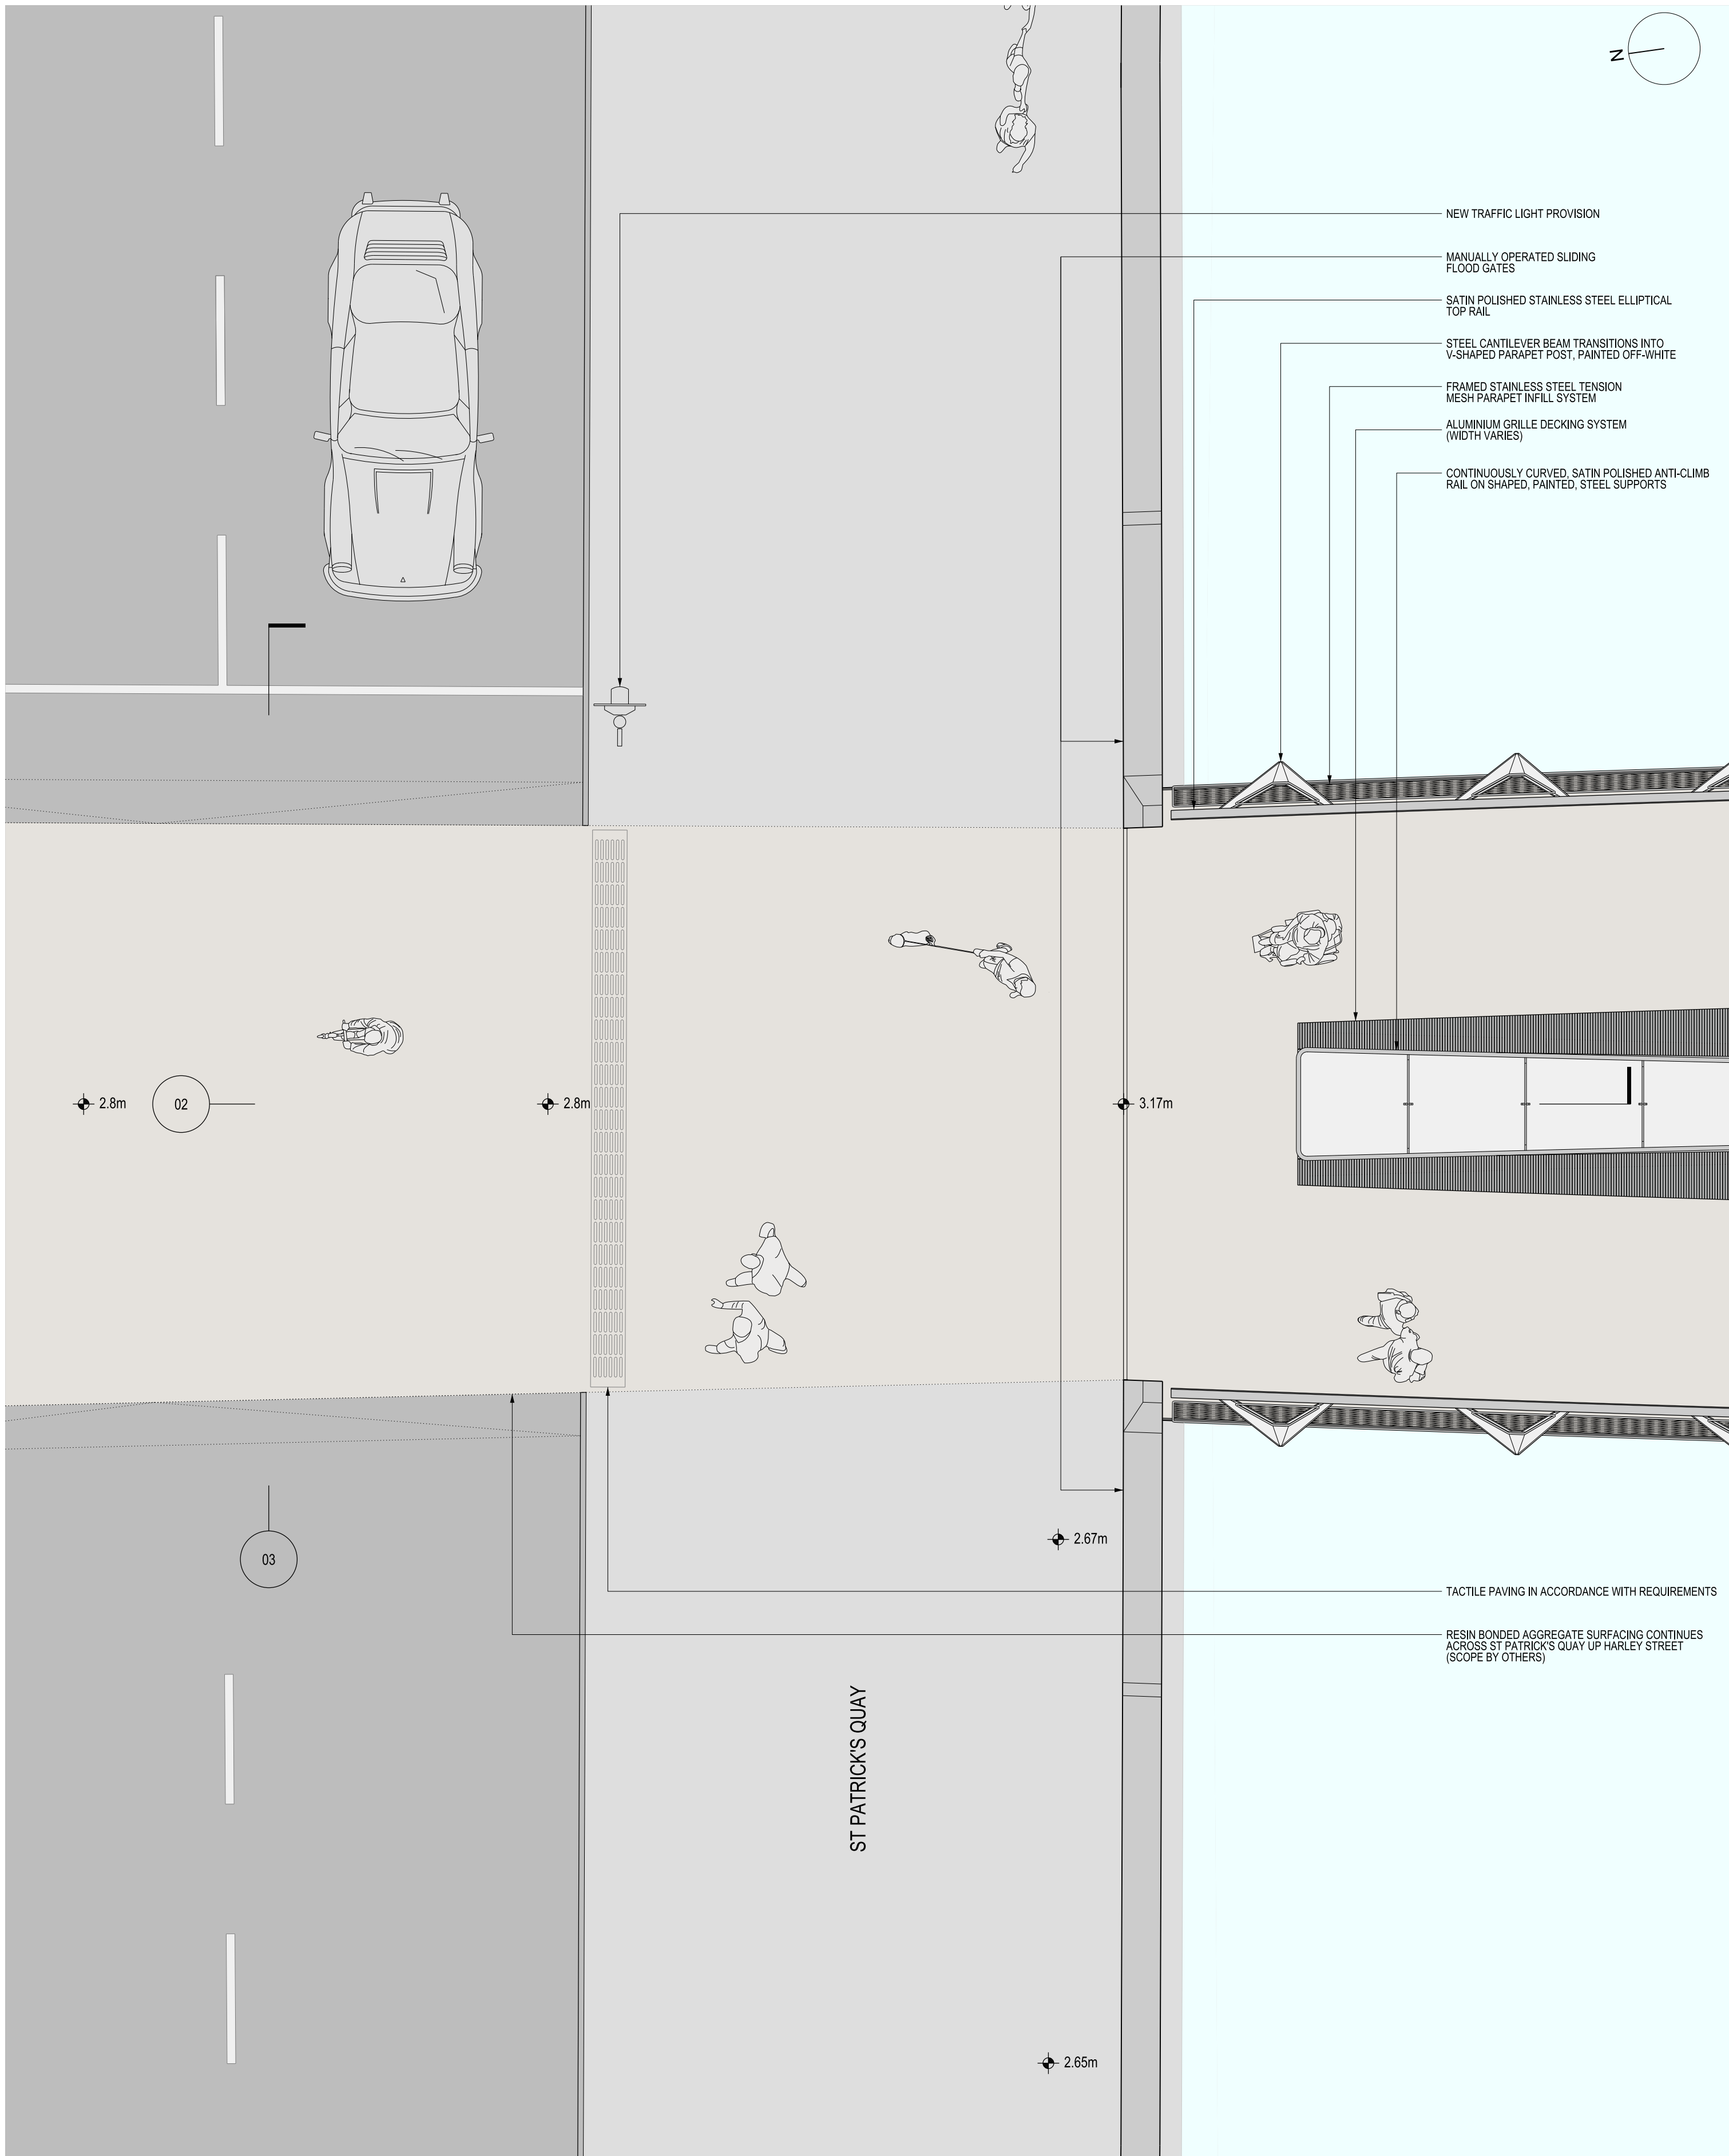 N
NEW TRAFFIC LIGHT PROVISION
MANUALLY OPERATED SLIDING
FLOOD GATES
SATIN POLISHED STAINLESS STEEL ELLIPTICAL
TOP RAIL
STEEL CANTILEVER BEAM TRANSITIONS INTO
V-SHAPED PARAPET POST, PAINTED OFF-WHITE
FRAMED STAINLESS STEEL TENSION
MESH PARAPET INFILL SYSTEM
ALUMINIUM GRILLE DECKING SYSTEM
(WIDTH VARIES)
CONTINUOUSLY CURVED, SATIN POLISHED ANTI-CLIMB
RAIL ON SHAPED, PAINTED, STEEL SUPPORTS
2.8m
02
2.8m
3.17m
2.67m
03
TACTILE PAVING IN ACCORDANCE WITH REQUIREMENTS
RESIN BONDED AGGREGATE SURFACING CONTINUES
ACROSS ST PATRICK'S QUAY UP HARLEY STREET
(SCOPE BY OTHERS)
ST PATRICK'S QUAY
2.65m